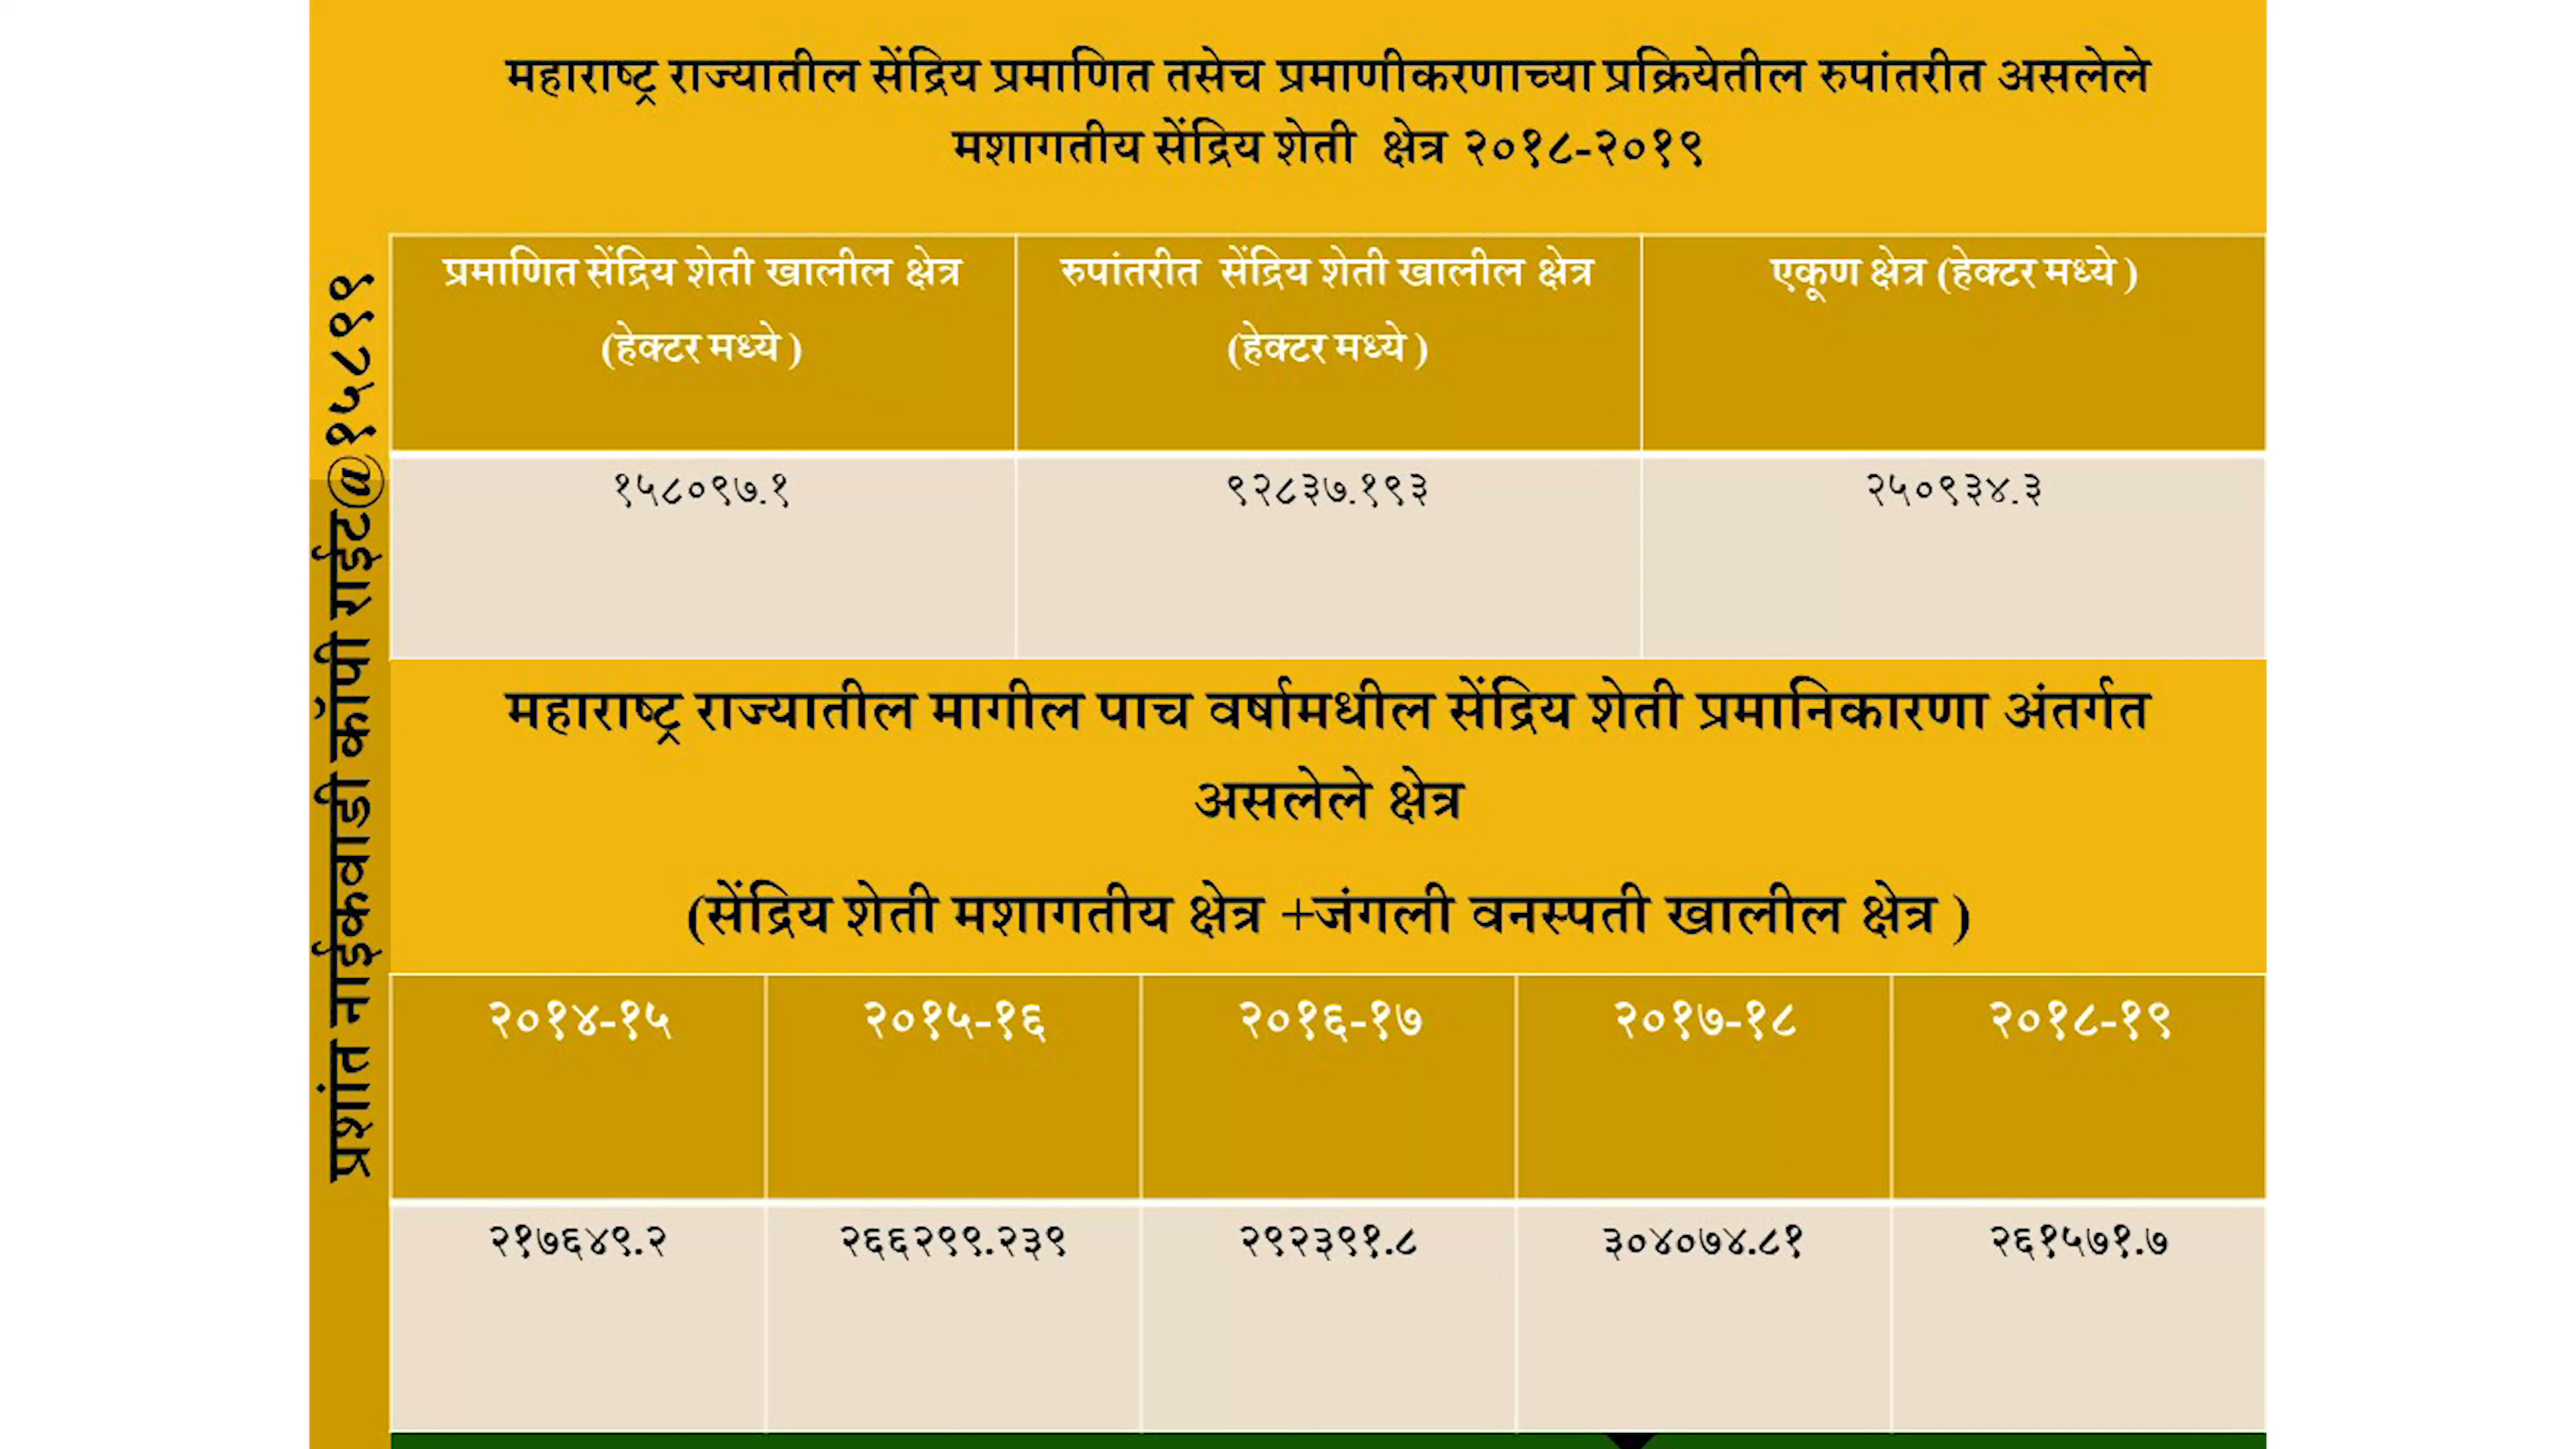 महाराष्ट्र राज्यातील सेंद्रिय प्रमाणित तसेच प्रमाणीकरणाच्या प्रक्रियेतील रुपांतरीत असलेले
मशागतीय सेंद्रिय शेती क्षेत्र २०१८-२०१९
प्रमाणित सेंद्रिय शेती खालील क्षेत्र
(हेक्टर मध्ये )
रुपांतरीत सेंद्रिय शेती खालील क्षेत्र
(हेक्टर मध्ये )
एकूण क्षेत्र (हेक्टर मध्ये )
१५८०९७.१
९२८३७.१९३
२५०९३४.३
महाराष्ट्र राज्यातील मागील पाच वर्षामधील सेंद्रिय शेती प्रमानिकारणा अंतर्गत
असलेले क्षेत्र
(सेंद्रिय शेती मशागतीय क्षेत्र +जंगली वनस्पती खालील क्षेत्र )
२०१४-१५
२०१५-१६
२०१६-१७
२०१७-१८
२०१८-१९
२१७६४९.२
२६६२९९.२३९
२९२३९१.८
३०४०७४.८१
२६१५७१.७
प्रशांत नाईकवाडी कॉपी राईट@१५८९९